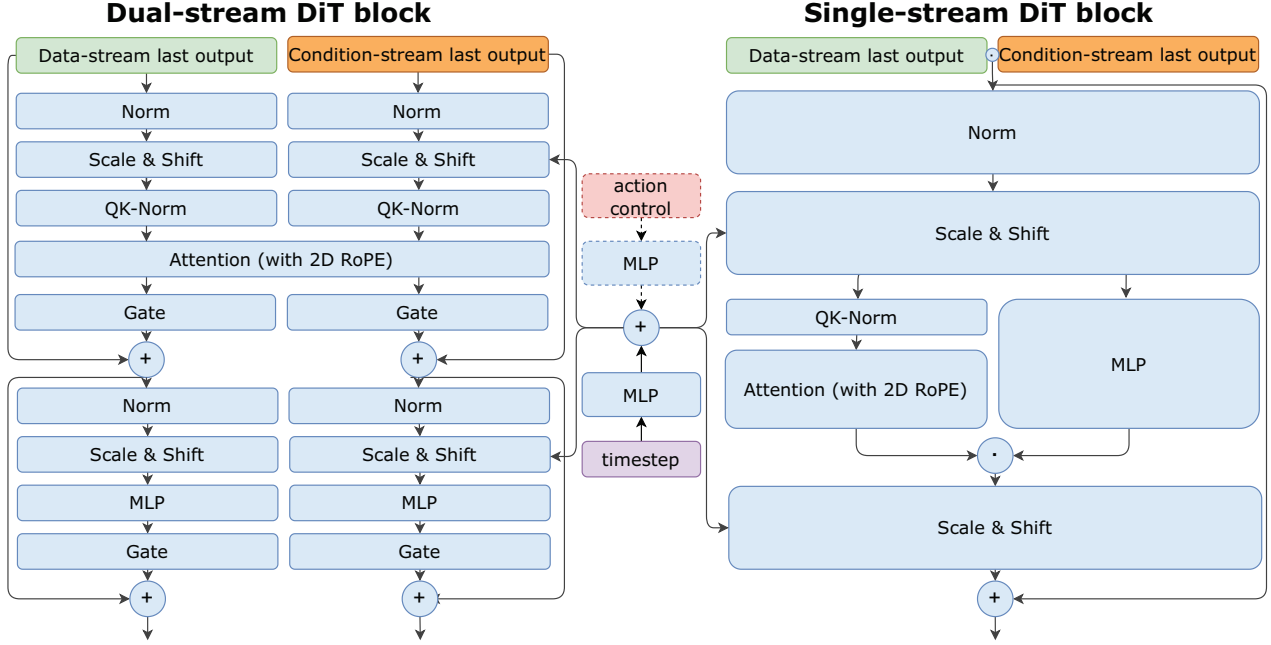 Dual-stream DiT block
Data-stream last output
Condition-stream last output
Norm
Norm
Scale & Shift
Scale & Shift
QK-Norm
QK-Norm
Attention (with 2D RoPE)
Gate
Gate
+
+
Norm
Norm
Scale & Shift
Scale & Shift
MLP
MLP
Gate
Gate
+
+
action
control
MLP
+
MLP
timestep
Single-stream DiT block
Data-stream last output
·
Condition-stream last output
Norm
Scale & Shift
QK-Norm
Attention (with 2D RoPE)
MLP
·
Scale & Shift
+